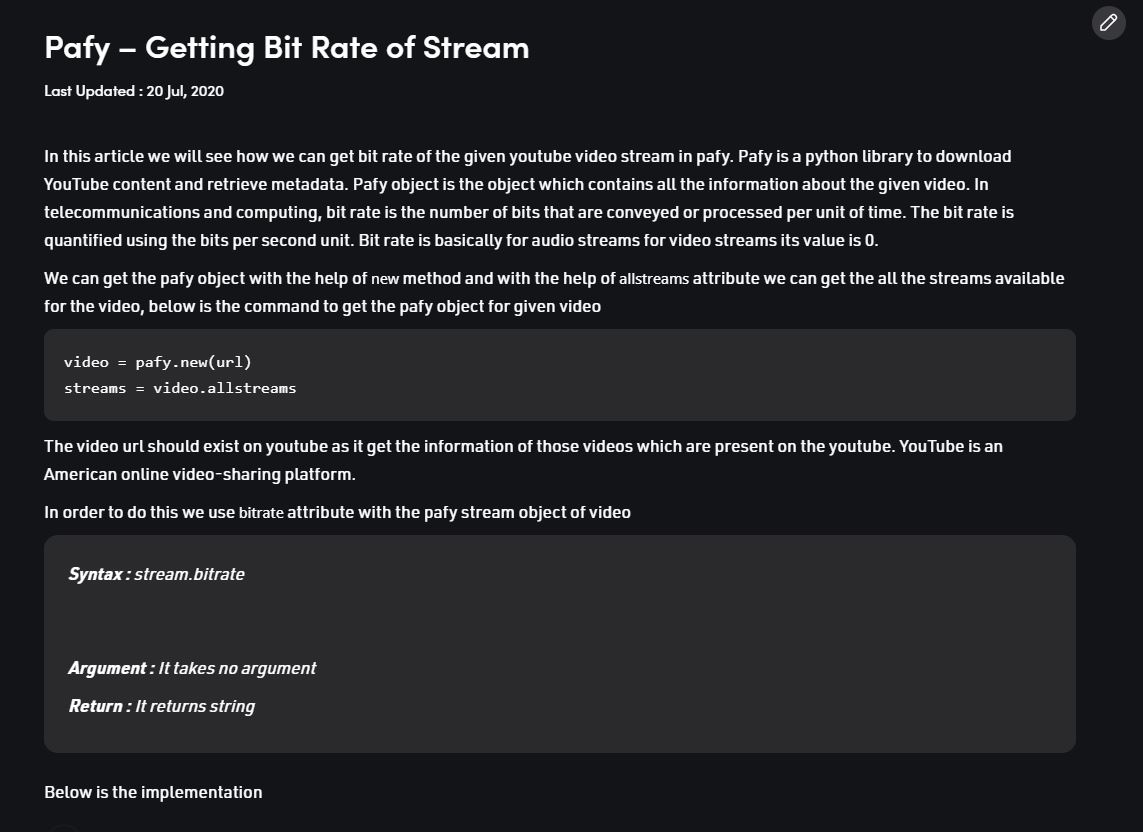 Pafy – Getting Bit Rate of Stream
Last Updated : 20 Jul, 2020
In this article we will see how we can get bit rate of the given youtube video stream in pafy. Pafy is a python library to download
YouTube content and retrieve metadata. Pafy object is the object which contains all the information about the given video. In
telecommunications and computing, bit rate is the number of bits that are conveyed or processed per unit of time. The bit rate is
quantified using the bits per second unit. Bit rate is basically for audio streams for video streams its value is 0.
We can get the pafy object with the help of new method and with the help of allstreams attribute we can get the all the streams available
for the video, below is the command to get the pafy object for given video
video = pafy.new(url)
streams = video.allstreams
The video url should exist on youtube as it get the information of those videos which are present on the youtube. YouTube is an
American online video-sharing platform.
In order to do this we use bitrate attribute with the pafy stream object of video
Syntax : stream.bitrate
Argument : It takes no argument
Return : It returns string
Below is the implementation